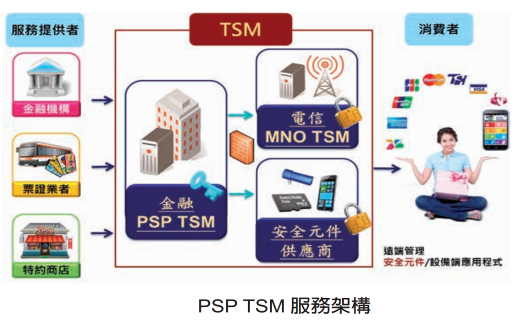 服務提供者
TSM
消費者
金融機構
票證業者
特約商店
金融
PSP TSM
電信
MNO TSM
安全元件
供應商
VISA
遠端管理
安全元件/設備端應用程式
PSP TSM 服務架構